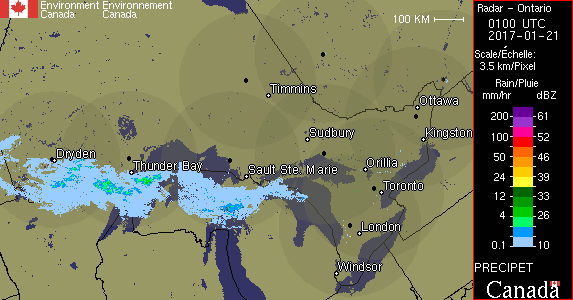 Environment Environnement
Canada Canada
100 KM
Timmins
Ottawa
Sudbury
Kingston
Dryden
Thunder Bay
Sault Ste. Marie
Orillia
Toronto
London
Windsor
Radar - Ontario
0100 UTC
2017-01-21
Scale/Échelle:
3.5 km/Pixel
Rain/Pluie
mm/hr dBZ
200 61
100 52
50 46
24 39
12 33
4 26
0.1 10
PRECIPET
Canada